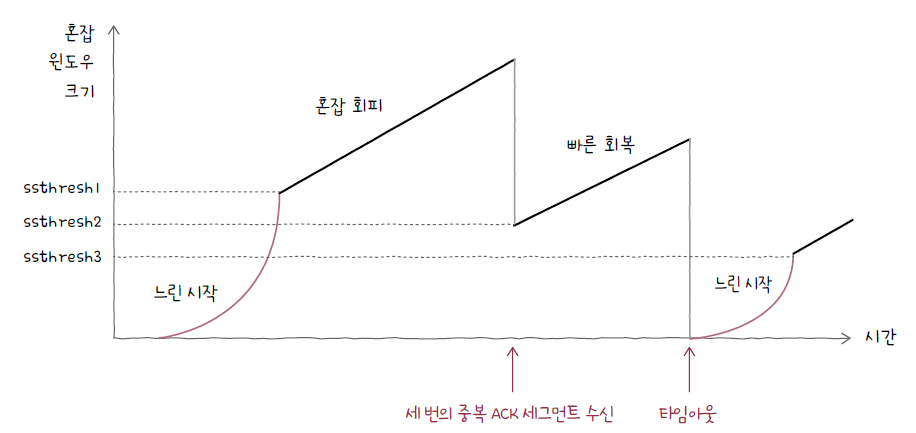 혼잡
윈도우
크기
혼잡 회피
빠른 회복
ssthresh1
ssthresh2
ssthresh3
느린 시작
느린 시작
시간
세 번의 중복 ACK 세그먼트 수신
타임아웃